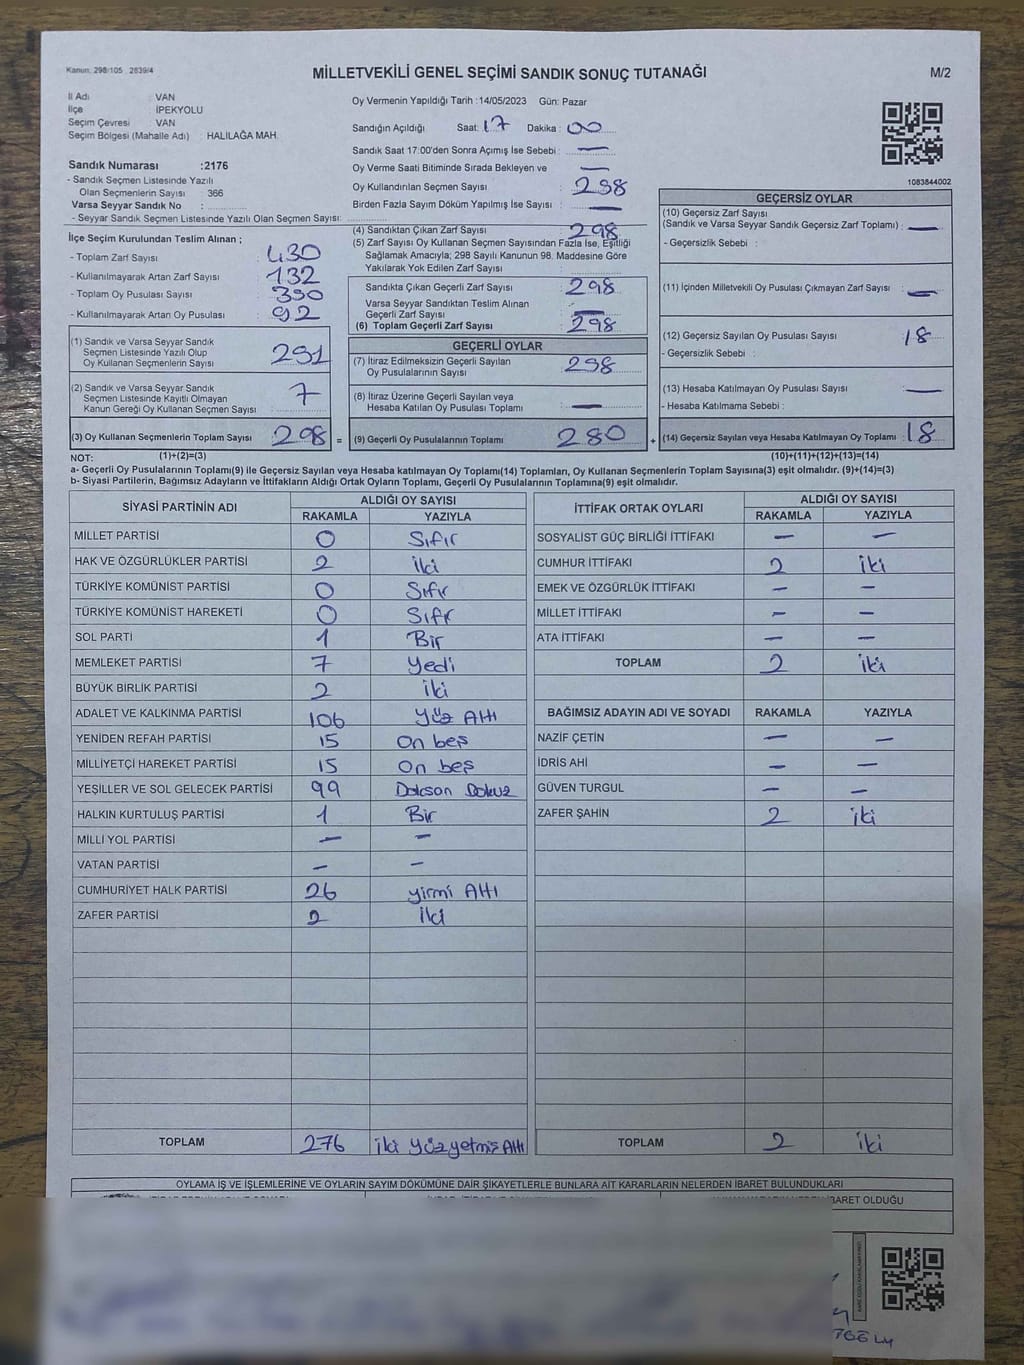 Kanun: 298/105 2839/4
MİLLETVEKİLİ GENEL SEÇİMİ SANDIK SONUÇ TUTANAĞI
M/2
İl Adı : VAN
İlçe : İPEKYOLU
Seçim Çevresi : VAN
Seçim Bölgesi (Mahalle Adı) : HALİLAĞA MAH.
Sandık Numarası :2176
- Sandık Seçmen Listesinde Yazılı
Olan Seçmenlerin Sayısı : 366
Varsa Seyyar Sandık No :
- Seyyar Sandık Seçmen Listesinde Yazılı Olan Seçmen Sayısı:
Oy Vermenin Yapıldığı Tarih :14/05/2023 Gün: Pazar
Sandığın Açıldığı Saat: 17 Dakika : 00
Sandık Saat 17:00'den Sonra Açımış İse Sebebi : —
Oy Verme Saati Bitiminde Sırada Bekleyen ve —
Oy Kullandırılan Seçmen Sayısı : 298
Birden Fazla Sayım Döküm Yapılmış İse Sayısı : —
1083844002
İlçe Seçim Kurulundan Teslim Alınan ;
- Toplam Zarf Sayısı : 430
- Kullanılmayarak Artan Zarf Sayısı : 132
- Toplam Oy Pusulası Sayısı : 390
- Kullanılmayarak Artan Oy Pusulası : 92
(1) Sandık ve Varsa Seyyar Sandık
Seçmen Listesinde Yazılı Olup
Oy Kullanan Seçmenlerin Sayısı : 291
(2) Sandık ve Varsa Seyyar Sandık
Seçmen Listesinde Kayıtlı Olmayan
Kanun Gereği Oy Kullanan Seçmen Sayısı : 7
(3) Oy Kullanan Seçmenlerin Toplam Sayısı : 298 =
(4) Sandıktan Çıkan Zarf Sayısı : 298
(5) Zarf Sayısı Oy Kullanan Seçmen Sayısından Fazla İse, Eşitliği
Sağlamak Amacıyla; 298 Sayılı Kanunun 98. Maddesine Göre
Yakılarak Yok Edilen Zarf Sayısı :
Sandıkta Çıkan Geçerli Zarf Sayısı : 298
Varsa Seyyar Sandıktan Teslim Alınan
Geçerli Zarf Sayısı : —
(6) Toplam Geçerli Zarf Sayısı : 298
GEÇERLİ OYLAR
(7) İtiraz Edilmeksizin Geçerli Sayılan
Oy Pusulalarının Sayısı : 298
(8) İtiraz Üzerine Geçerli Sayılan veya
Hesaba Katılan Oy Pusulası Toplamı : —
(9) Geçerli Oy Pusulalarının Toplamı : 280 +
GEÇERSİZ OYLAR
(10) Geçersiz Zarf Sayısı
(Sandık ve Varsa Seyyar Sandık Geçersiz Zarf Toplamı) : —
- Geçersizlik Sebebi :
(11) İçinden Milletvekili Oy Pusulası Çıkmayan Zarf Sayısı : —
(12) Geçersiz Sayılan Oy Pusulası Sayısı : 18
- Geçersizlik Sebebi :
(13) Hesaba Katılmayan Oy Pusulası Sayısı : —
- Hesaba Katılmama Sebebi :
(14) Geçersiz Sayılan veya Hesaba Katılmayan Oy Toplamı : 18
NOT: (1)+(2)=(3) (10)+(11)+(12)+(13)=(14)
a- Geçerli Oy Pusulalarının Toplamı(9) ile Geçersiz Sayılan veya Hesaba katılmayan Oy Toplamı(14) Toplamları, Oy Kullanan Seçmenlerin Toplam Sayısına(3) eşit olmalıdır. (9)+(14)=(3)
b- Siyasi Partilerin, Bağımsız Adayların ve İttifakların Aldığı Ortak Oyların Toplamı, Geçerli Oy Pusulalarının Toplamına(9) eşit olmalıdır.
SİYASİ PARTİNİN ADI ALDIĞI OY SAYISI
RAKAMLA YAZIYLA
MİLLET PARTİSİ 0 Sıfır
HAK VE ÖZGÜRLÜKLER PARTİSİ 2 iki
TÜRKİYE KOMÜNİST PARTİSİ 0 Sıfır
TÜRKİYE KOMÜNİST HAREKETİ 0 Sıfır
SOL PARTİ 1 Bir
MEMLEKET PARTİSİ 7 Yedi
BÜYÜK BİRLİK PARTİSİ 2 iki
ADALET VE KALKINMA PARTİSİ 106 Yüz Altı
YENİDEN REFAH PARTİSİ 15 On beş
MİLLİYETÇİ HAREKET PARTİSİ 15 On beş
YEŞİLLER VE SOL GELECEK PARTİSİ 99 Doksan Dokuz
HALKIN KURTULUŞ PARTİSİ 1 Bir
MİLLİ YOL PARTİSİ — —
VATAN PARTİSİ — —
CUMHURİYET HALK PARTİSİ 26 yirmi Altı
ZAFER PARTİSİ 2 iki
TOPLAM 276 iki yüzyetmiş Altı
İTTİFAK ORTAK OYLARI ALDIĞI OY SAYISI
RAKAMLA YAZIYLA
SOSYALİST GÜÇ BİRLİĞİ İTTİFAKI — —
CUMHUR İTTİFAKI 2 iki
EMEK VE ÖZGÜRLÜK İTTİFAKI — —
MİLLET İTTİFAKI — —
ATA İTTİFAKI — —
TOPLAM 2 iki
BAĞIMSIZ ADAYIN ADI VE SOYADI RAKAMLA YAZIYLA
NAZİF ÇETİN — —
İDRİS AHİ — —
GÜVEN TURGUL — —
ZAFER ŞAHİN 2 iki
TOPLAM 2 iki
OYLAMA İŞ VE İŞLEMLERİNE VE OYLARIN SAYIM DÖKÜMÜNE DAİR ŞİKAYETLERLE BUNLARA AİT KARARLARIN NELERDEN İBARET BULUNDUKLARI
İBARET OLDUĞU